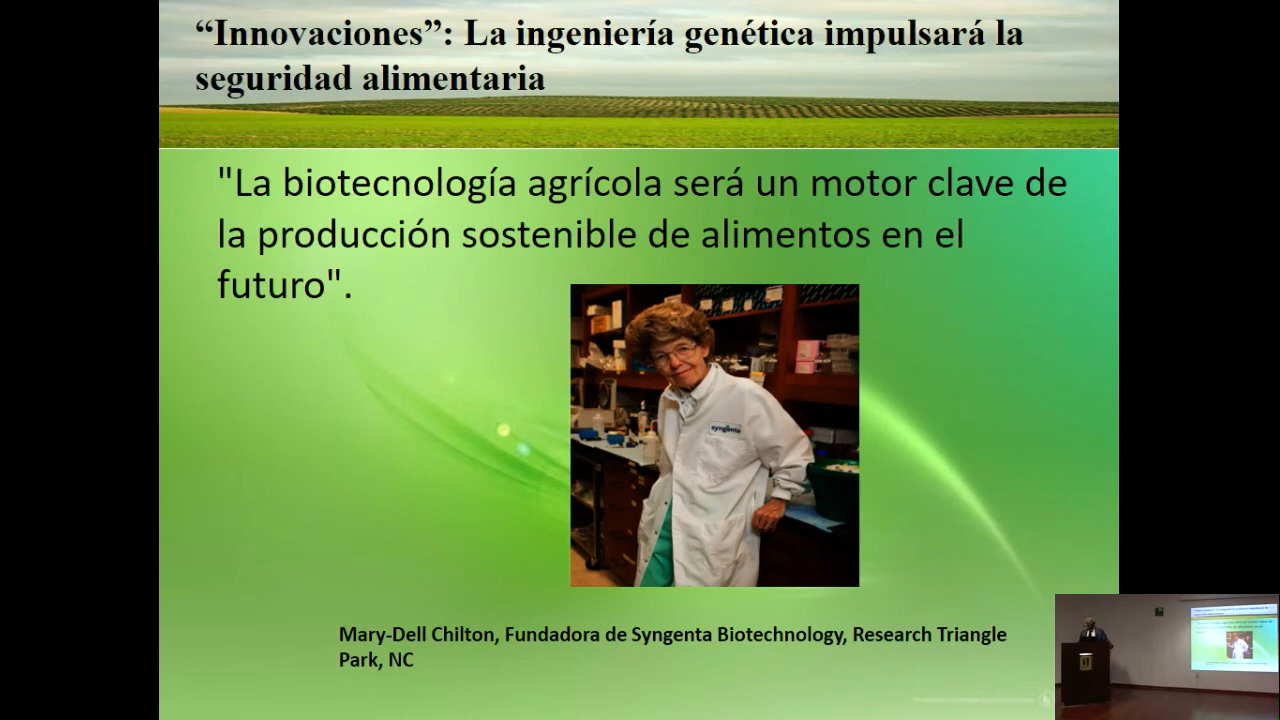 “Innovaciones”: La ingeniería genética impulsará la
seguridad alimentaria
"La biotecnología agrícola será un motor clave de
la producción sostenible de alimentos en el
futuro".
syngenta
Mary-Dell Chilton, Fundadora de Syngenta Biotechnology, Research Triangle
Park, NC